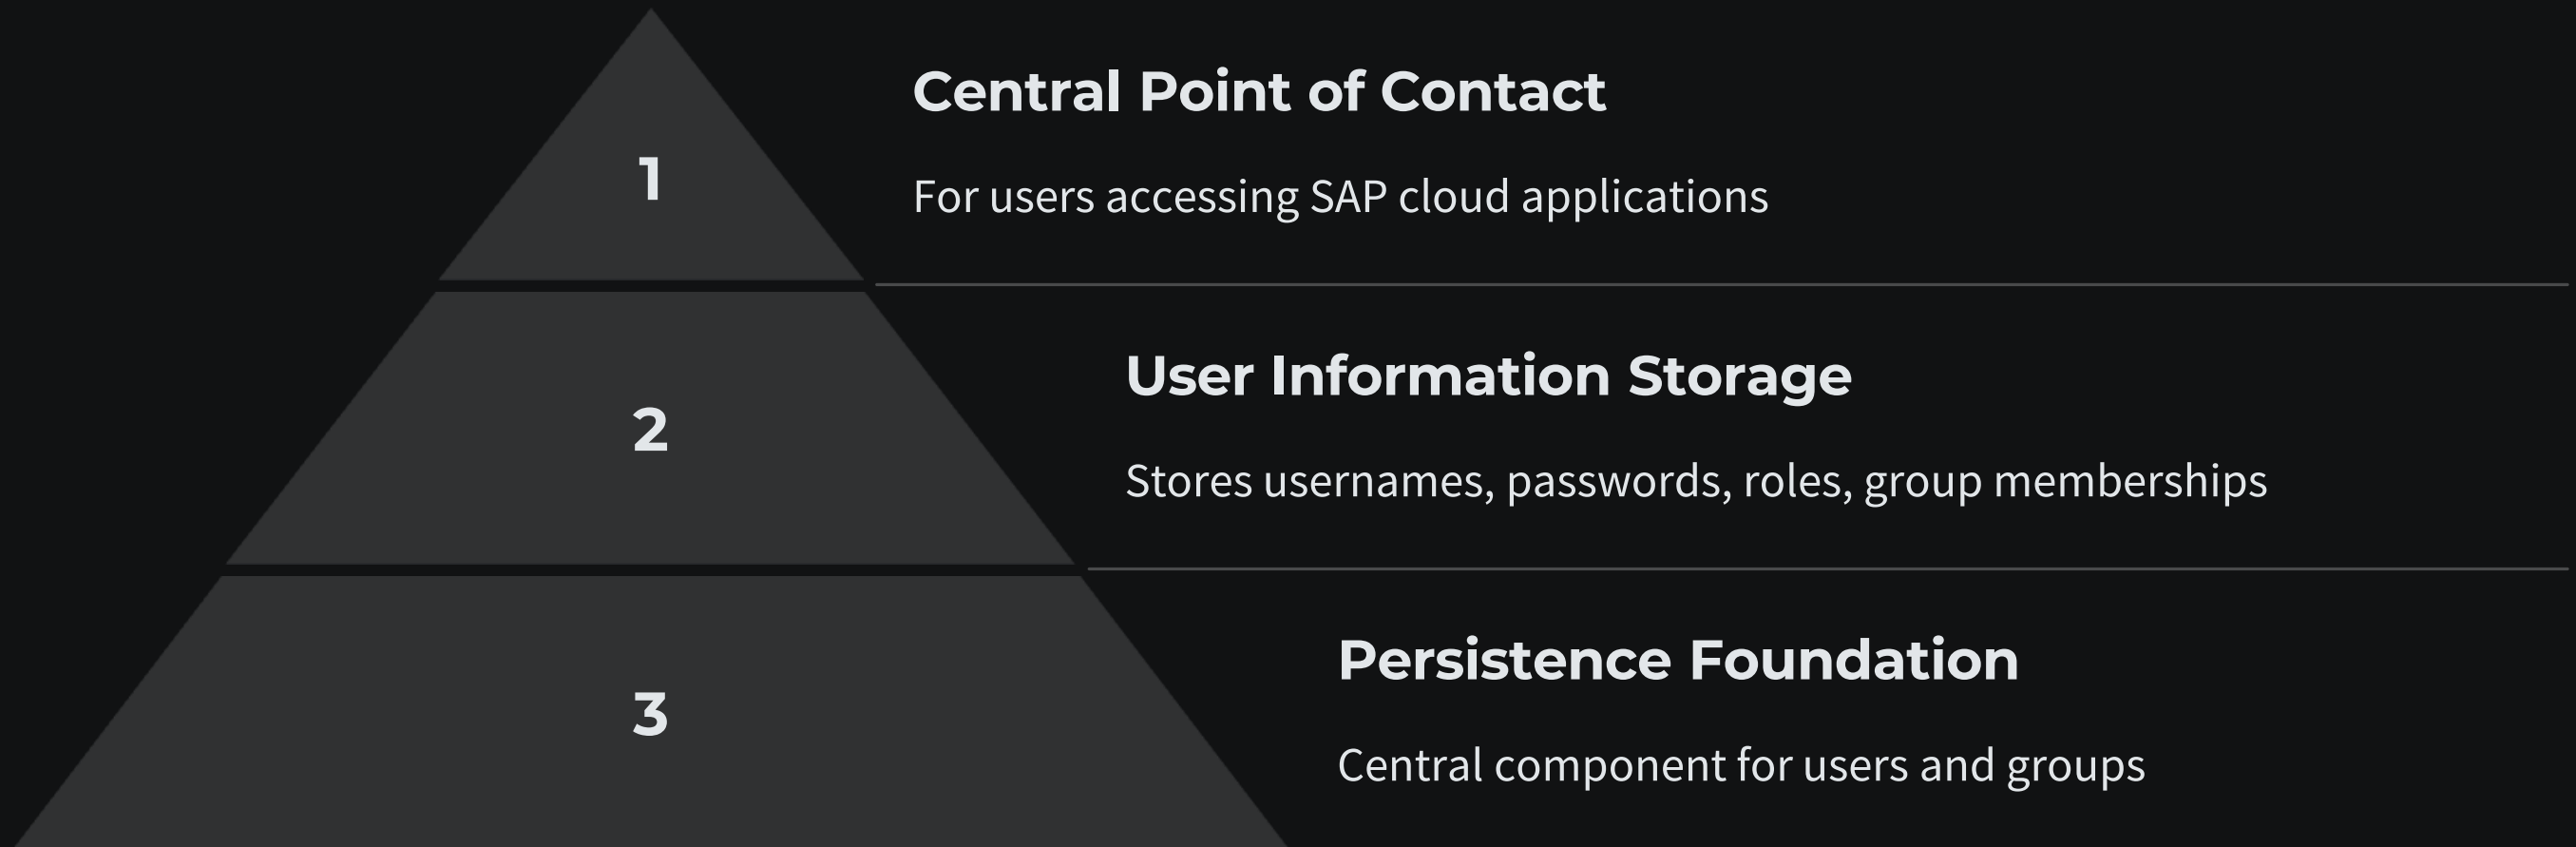 1
Central Point of Contact
For users accessing SAP cloud applications
2
User Information Storage
Stores usernames, passwords, roles, group memberships
3
Persistence Foundation
Central component for users and groups